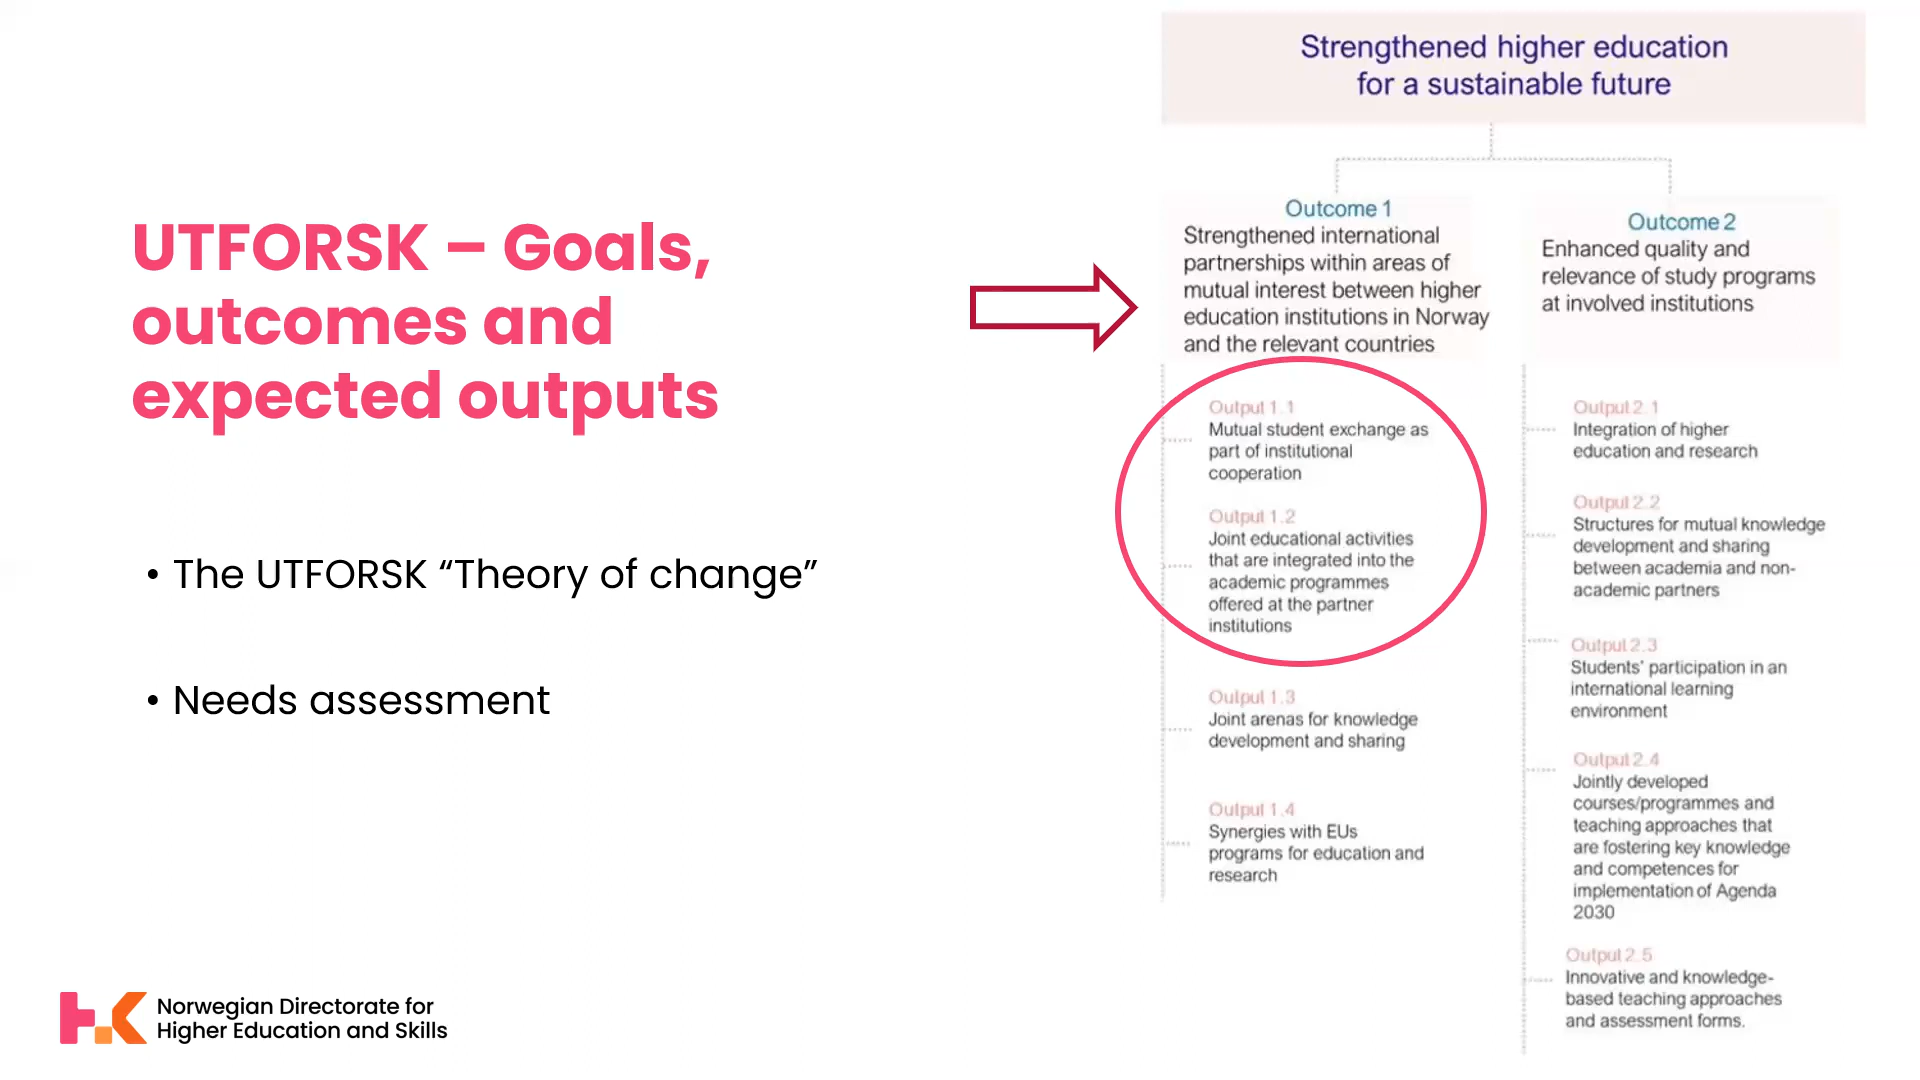 UTFORSK – Goals,
outcomes and
expected outputs
• The UTFORSK “Theory of change”
• Needs assessment
Norwegian Directorate for
Higher Education and Skills
Strengthened higher education
for a sustainable future
Outcome 1
Strengthened international
partnerships within areas of
mutual interest between higher
education institutions in Norway
and the relevant countries
Output 1.1
Mutual student exchange as
part of institutional
cooperation
Output 1.2
Joint educational activities
that are integrated into the
academic programmes
offered at the partner
institutions
Output 1.3
Joint arenas for knowledge
development and sharing
Output 1.4
Synergies with EUs
programs for education and
research
Outcome 2
Enhanced quality and
relevance of study programs
at involved institutions
Output 2.1
Integration of higher
education and research
Output 2.2
Structures for mutual knowledge
development and sharing
between academia and non-
academic partners
Output 2.3
Students' participation in an
international learning
environment
Output 2.4
Jointly developed
courses/programmes and
teaching approaches that
are fostering key knowledge
and competences for
implementation of Agenda
2030
Output 2.5
Innovative and knowledge-
based teaching approaches
and assessment forms.